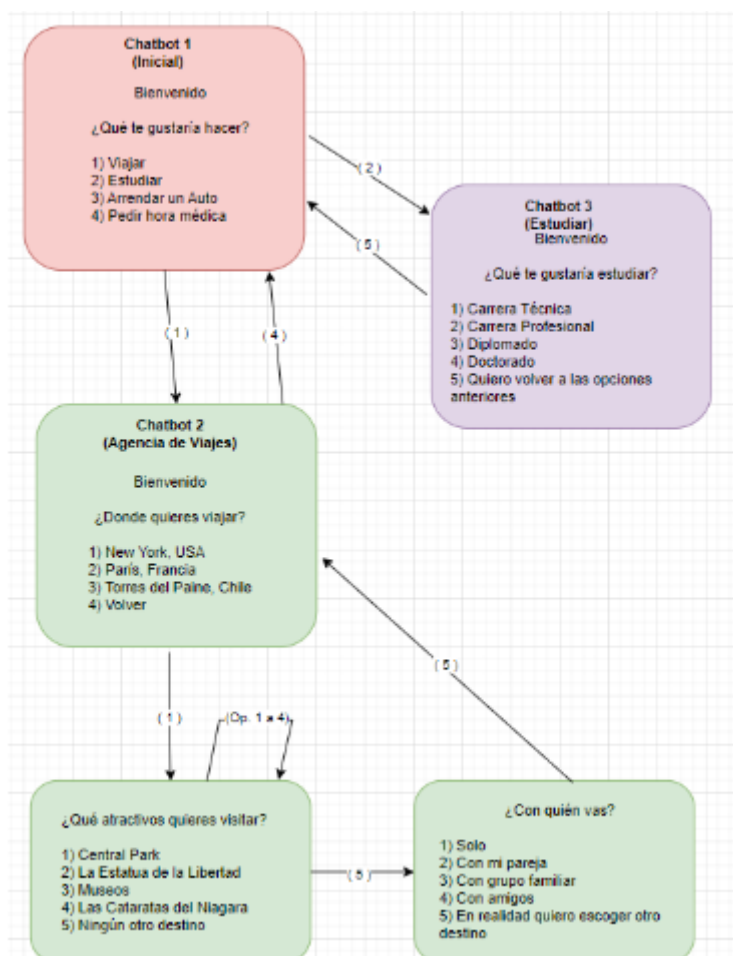 Chatbot 1
(Inicial)
Bienvenido
¿Qué te gustaría hacer?
1) Viajar
2) Estudiar
3) Arrendar un Auto
4) Pedir hora médica
( 2 )
( 5 )
Chatbot 3
(Estudiar)
Bienvenido
¿Qué te gustaría estudiar?
1) Carrera Técnica
2) Carrera Profesional
3) Diplomado
4) Doctorado
5) Quiero volver a las opciones
anteriores
( 1 )
( 4 )
Chatbot 2
(Agencia de Viajes)
Bienvenido
¿Donde quieres viajar?
1) New York, USA
2) París, Francia
3) Torres del Paine, Chile
4) Volver
( 5 )
( 1 )
(Op. 1 a 4)
¿Qué atractivos quieres visitar?
1) Central Park
2) La Estatua de la Libertad
3) Museos
4) Las Cataratas del Niagara
5) Ningún otro destino
( 5 )
¿Con quién vas?
1) Solo
2) Con mi pareja
3) Con grupo familiar
4) Con amigos
5) En realidad quiero escoger otro
destino